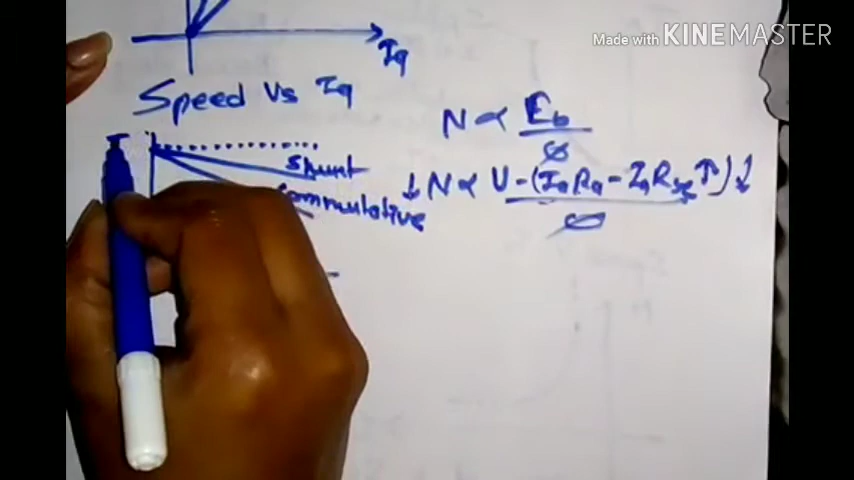 Made with KINEMASTER
Ia
Speed Vs Ia
N ∝ Eb
Ø
shunt
↓ N ∝ V - (IaRa - IaRse ↑) ↓
Ø
commulative